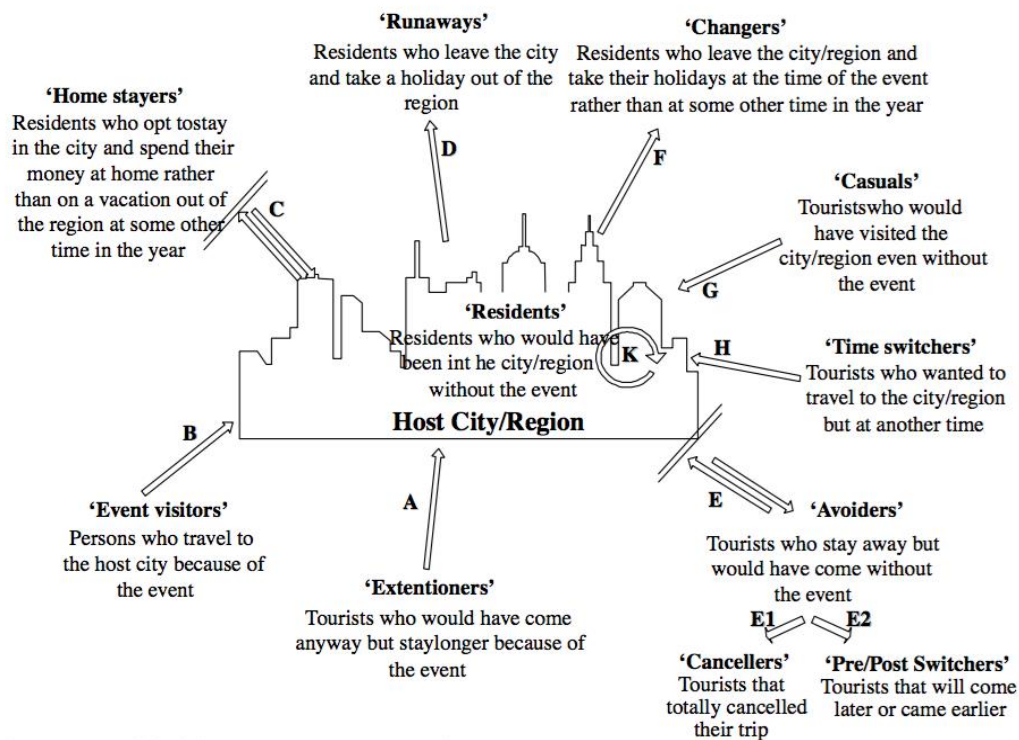 ‘Runaways’
Residents who leave the city
and take a holiday out of the
region
‘Changers’
Residents who leave the city/region and
take their holidays at the time of the event
rather than at some other time in the year
‘Home stayers’
Residents who opt tostay
in the city and spend their
money at home rather
than on a vacation out of
the region at some other
time in the year
C
D
F
‘Casuals’
Touristswho would
have visited the
city/region even without
the event
G
‘Residents’
Residents who would have
been int he city/region
without the event
K
Host City/Region
H
‘Time switchers’
Tourists who wanted to
travel to the city/region
but at another time
B
‘Event visitors’
Persons who travel to
the host city because of
the event
A
‘Extentioners’
Tourists who would have come
anyway but staylonger because of
the event
E
‘Avoiders’
Tourists who stay away but
would have come without
the event
E1
E2
‘Cancellers’
Tourists that
totally cancelled
their trip
‘Pre/Post Switchers’
Tourists that will come
later or came earlier